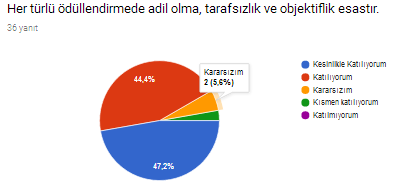 Her türlü ödüllendirmede adil olma, tarafsızlık ve objektiflik esastır.
36 yanıt
44,4%
47,2%
Kararsızım
2 (5,6%)
Kesinlikle Katılıyorum
Katılıyorum
Kararsızım
Kısmen katılıyorum
Katılmıyorum